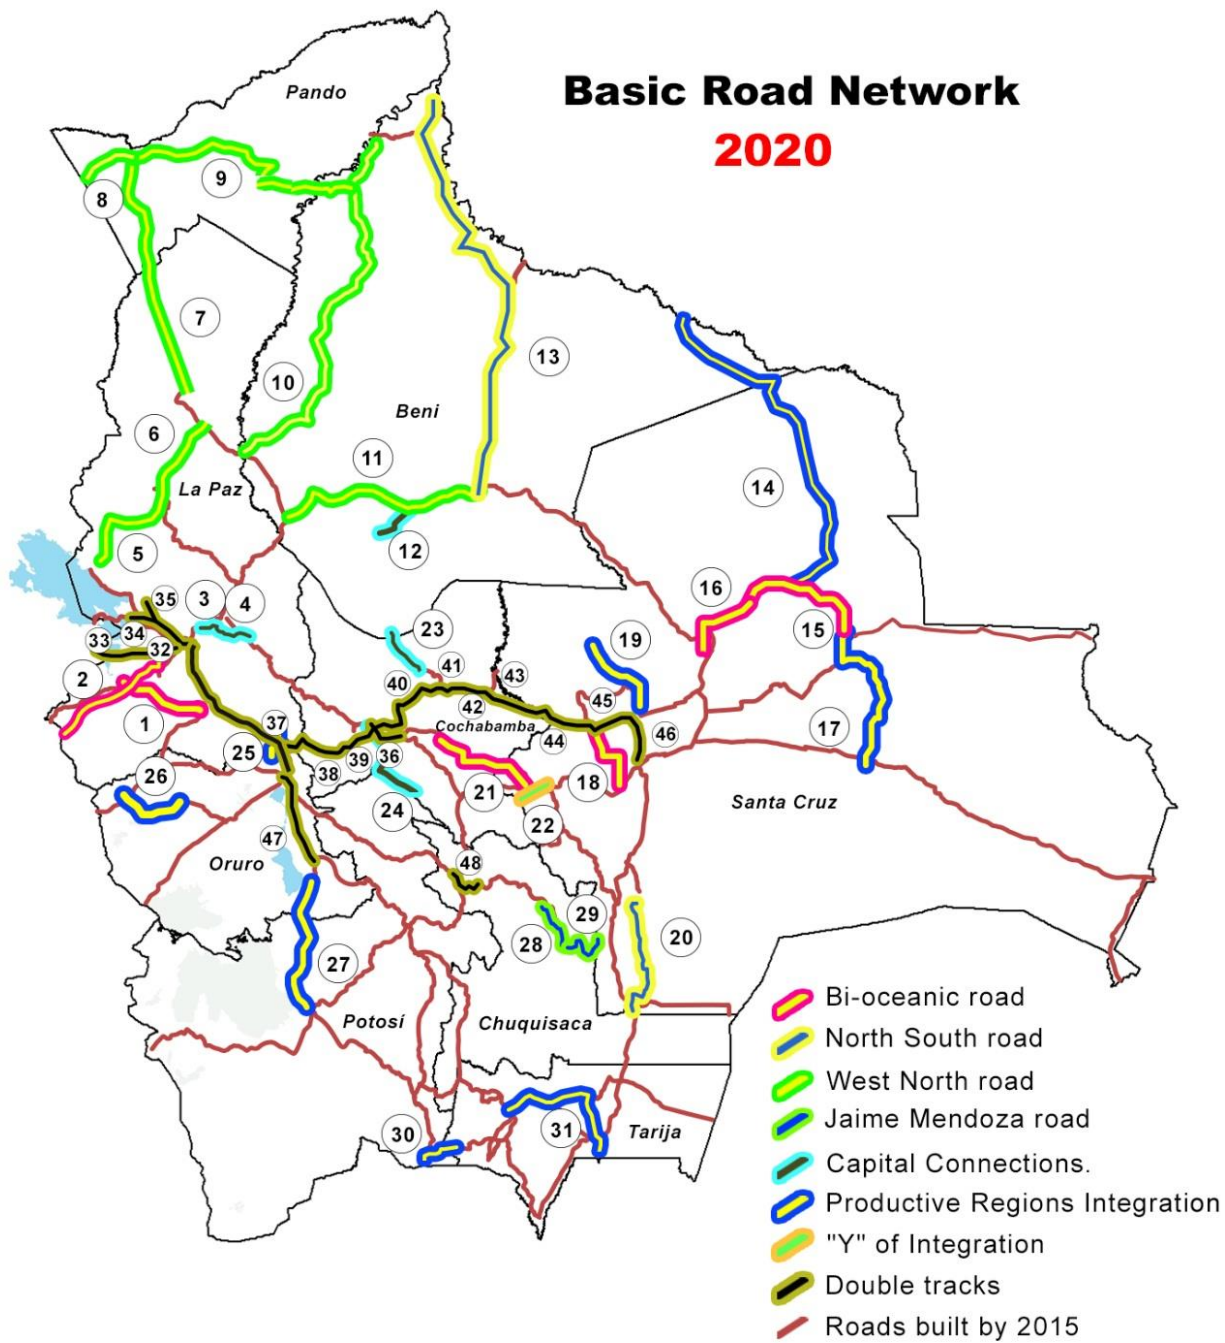 Basic Road Network
2020
Pando
9
8
7
13
10
Beni
6
11
La Paz
14
12
5
16
35
3
4
15
23
19
34
33
32
41
43
2
40
45
42
1
37
Cochabamba
46
17
44
25
36
39
38
26
18
21
Santa Cruz
24
22
47
Oruro
48
29
28
20
27
Potosí
Chuquisaca
30
31
Tarija
Bi-oceanic road
North South road
West North road
Jaime Mendoza road
Capital Connections.
Productive Regions Integration
"Y" of Integration
Double tracks
Roads built by 2015